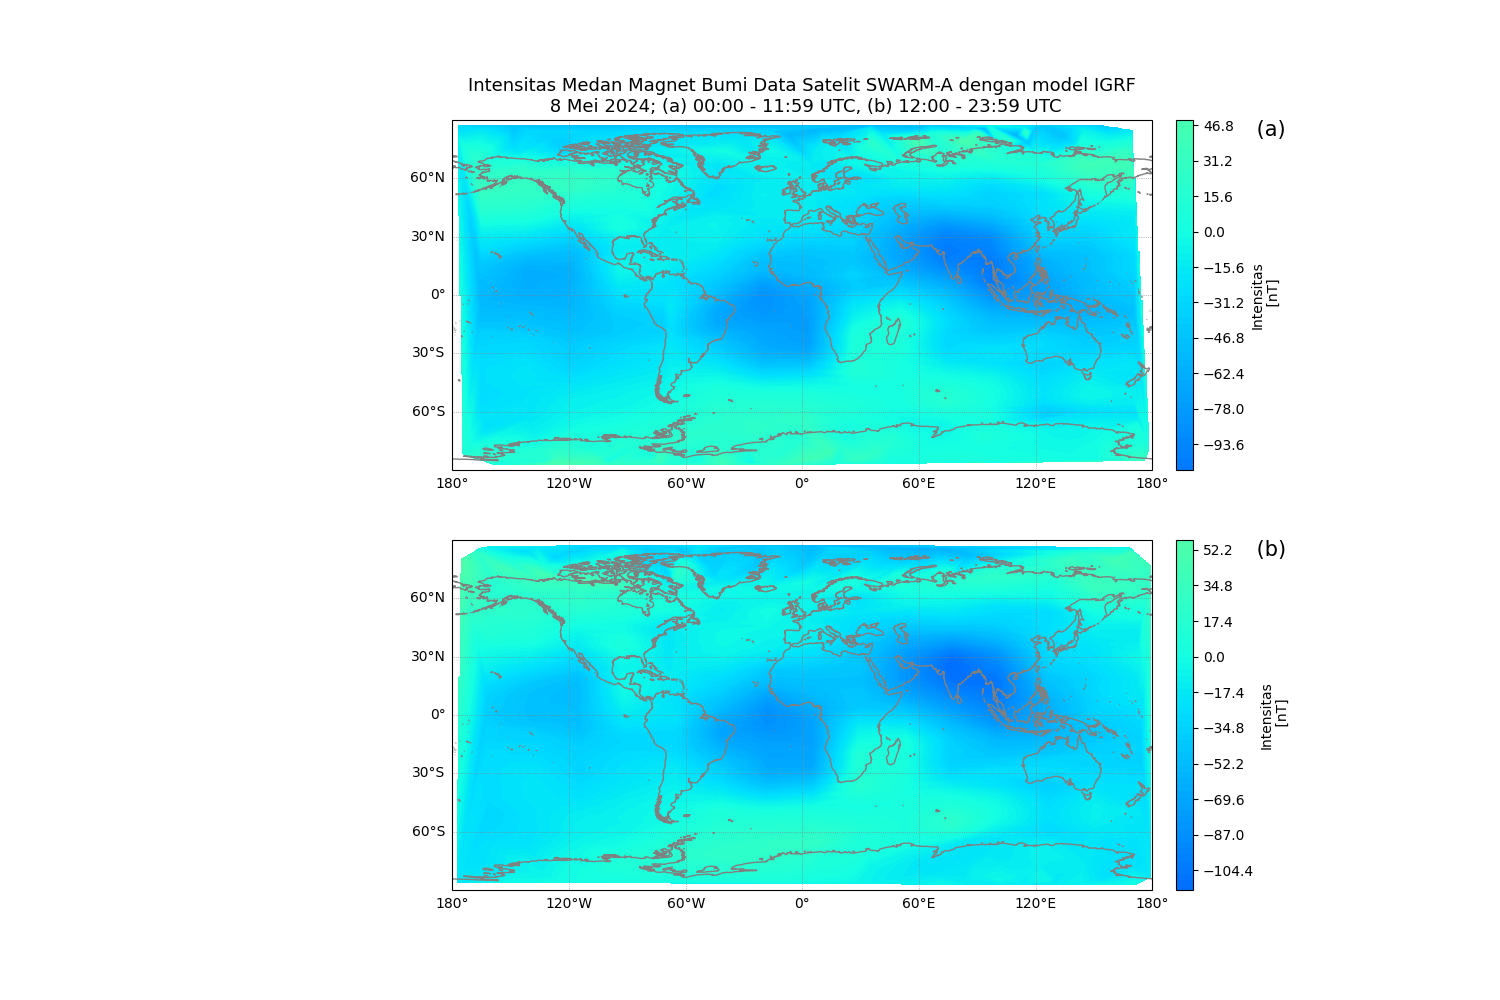 Intensitas Medan Magnet Bumi Data Satelit SWARM-A dengan model IGRF
8 Mei 2024; (a) 00:00 - 11:59 UTC, (b) 12:00 - 23:59 UTC
(a)
60°N
30°N
0°
30°S
60°S
180°
120°W
60°W
0°
60°E
120°E
180°
46.8
31.2
15.6
0.0
−15.6
−31.2
−46.8
−62.4
−78.0
−93.6
Intensitas
[nT]
(b)
60°N
30°N
0°
30°S
60°S
180°
120°W
60°W
0°
60°E
120°E
180°
52.2
34.8
17.4
0.0
−17.4
−34.8
−52.2
−69.6
−87.0
−104.4
Intensitas
[nT]